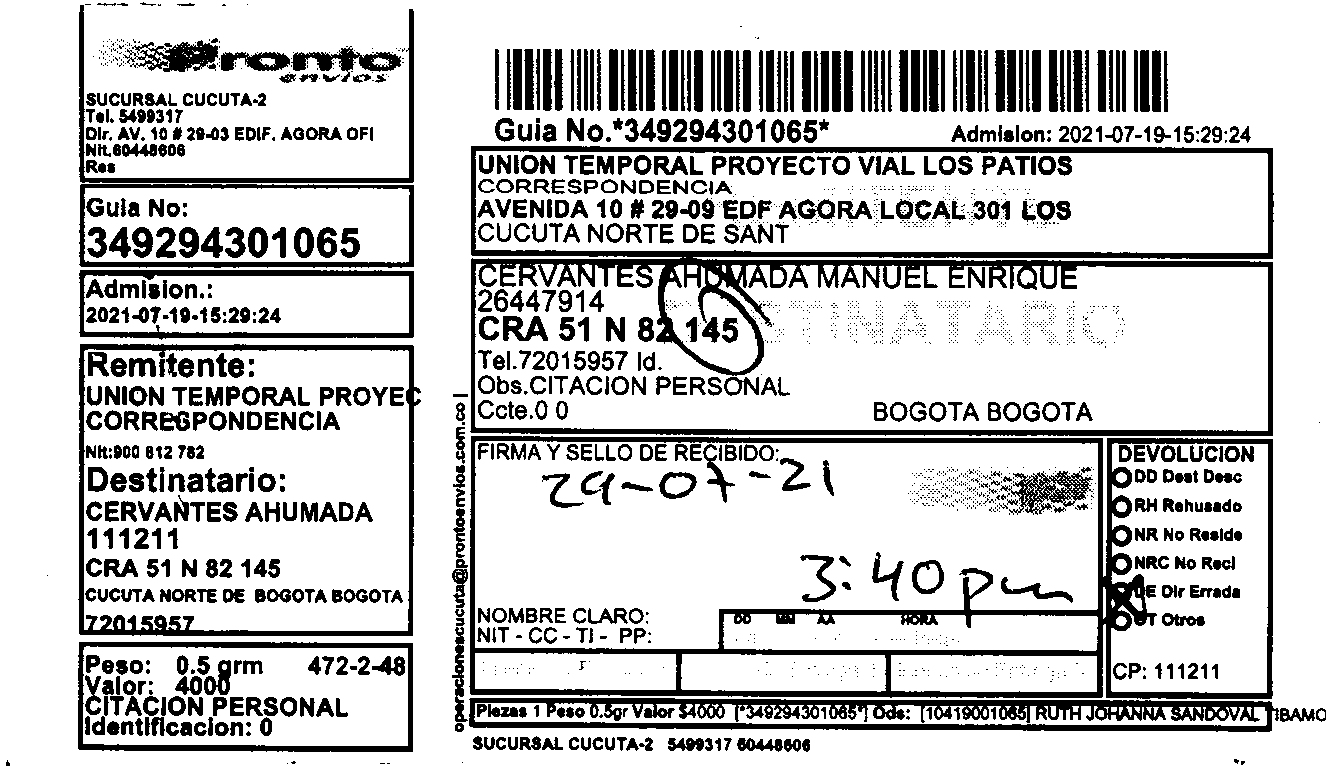 Pronto
envios
SUCURSAL CUCUTA-2
Tel. 5499317
Dir. AV. 10 # 29-03 EDIF. AGORA OFI
Nit.60448606
Res
Guia No:
349294301065
Admision.:
2021-07-19-15:29:24
Remitente:
UNION TEMPORAL PROYEC
CORRESPONDENCIA
Nit:900 812 782
Destinatario:
CERVANTES AHUMADA
111211
CRA 51 N 82 145
CUCUTA NORTE DE BOGOTA BOGOTA
72015957
Peso: 0.5 grm 472-2-48
Valor: 4000
CITACION PERSONAL
Identificacion: 0
Guia No.*349294301065*
Admision: 2021-07-19-15:29:24
UNION TEMPORAL PROYECTO VIAL LOS PATIOS
CORRESPONDENCIA
AVENIDA 10 # 29-09 EDF AGORA LOCAL 301 LOS
CUCUTA NORTE DE SANT
CERVANTES AHUMADA MANUEL ENRIQUE
26447914
DESTINATARIO
CRA 51 N 82 145
Tel.72015957 Id.
Obs.CITACION PERSONAL
Ccte.0 0
BOGOTA BOGOTA
operacionescucuta@prontoenvios.com.co |
FIRMA Y SELLO DE RECIBIDO:
29-07-21
3:40 pm
NOMBRE CLARO:
NIT - CC - TI - PP:
DD MM AA HORA
DEVOLUCION
DD Dest Desc
RH Rehusado
NR No Reside
NRC No Recl
DE Dir Errada
OT Otros
CP: 111211
Piezas 1 Peso 0.5gr Valor $4000 [*349294301065*] Ods: [10419001065] RUTH JOHANNA SANDOVAL TIBAMO
SUCURSAL CUCUTA-2 5499317 60448606